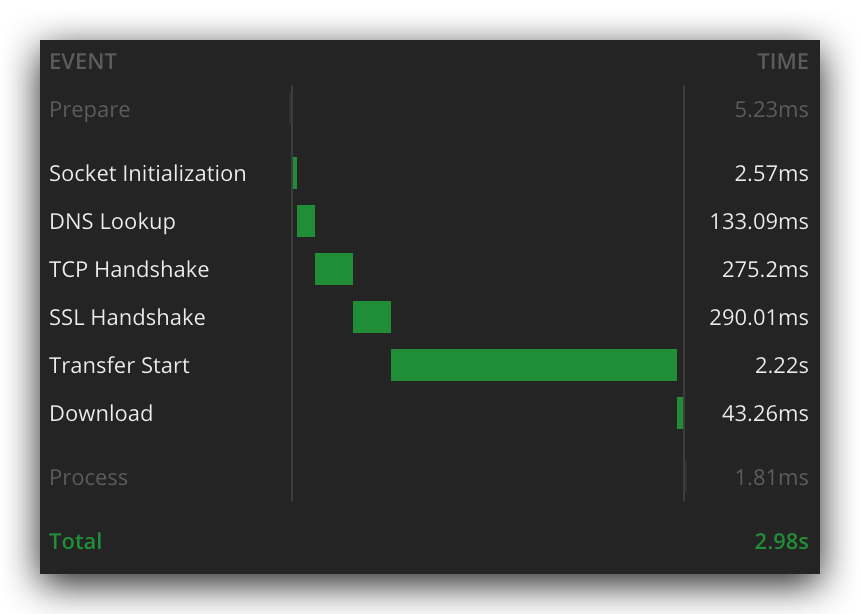 EVENT TIME
Prepare 5.23ms
Socket Initialization 2.57ms
DNS Lookup 133.09ms
TCP Handshake 275.2ms
SSL Handshake 290.01ms
Transfer Start 2.22s
Download 43.26ms
Process 1.81ms
Total 2.98s